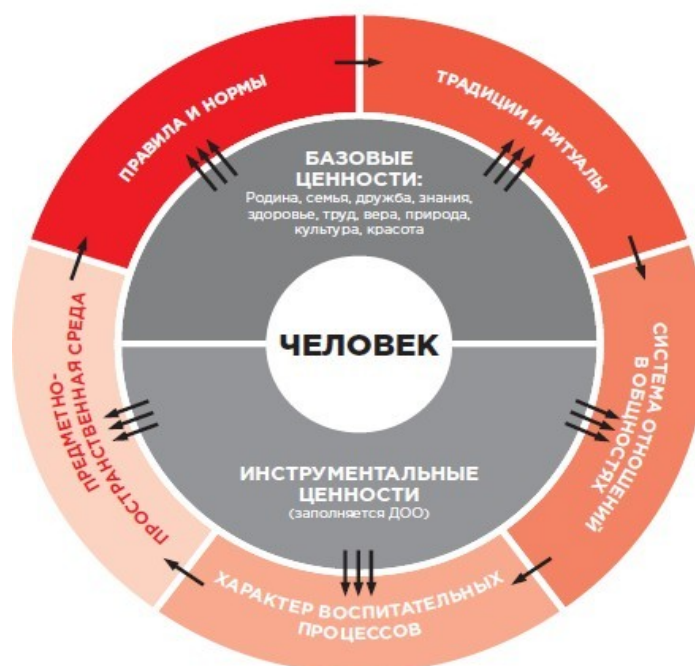 ПРАВИЛА И НОРМЫ
ТРАДИЦИИ И РИТУАЛЫ
БАЗОВЫЕ
ЦЕННОСТИ:
Родина, семья, дружба, знания,
здоровье, труд, вера, природа,
культура, красота
ЧЕЛОВЕК
СИСТЕМА ОТНОШЕНИЙ
В ОБЩНОСТЯХ
ПРЕДМЕТНО-
ПРОСТРАНСТВЕННАЯ СРЕДА
ИНСТРУМЕНТАЛЬНЫЕ
ЦЕННОСТИ
(заполняется ДОО)
ХАРАКТЕР ВОСПИТАТЕЛЬНЫХ
ПРОЦЕССОВ